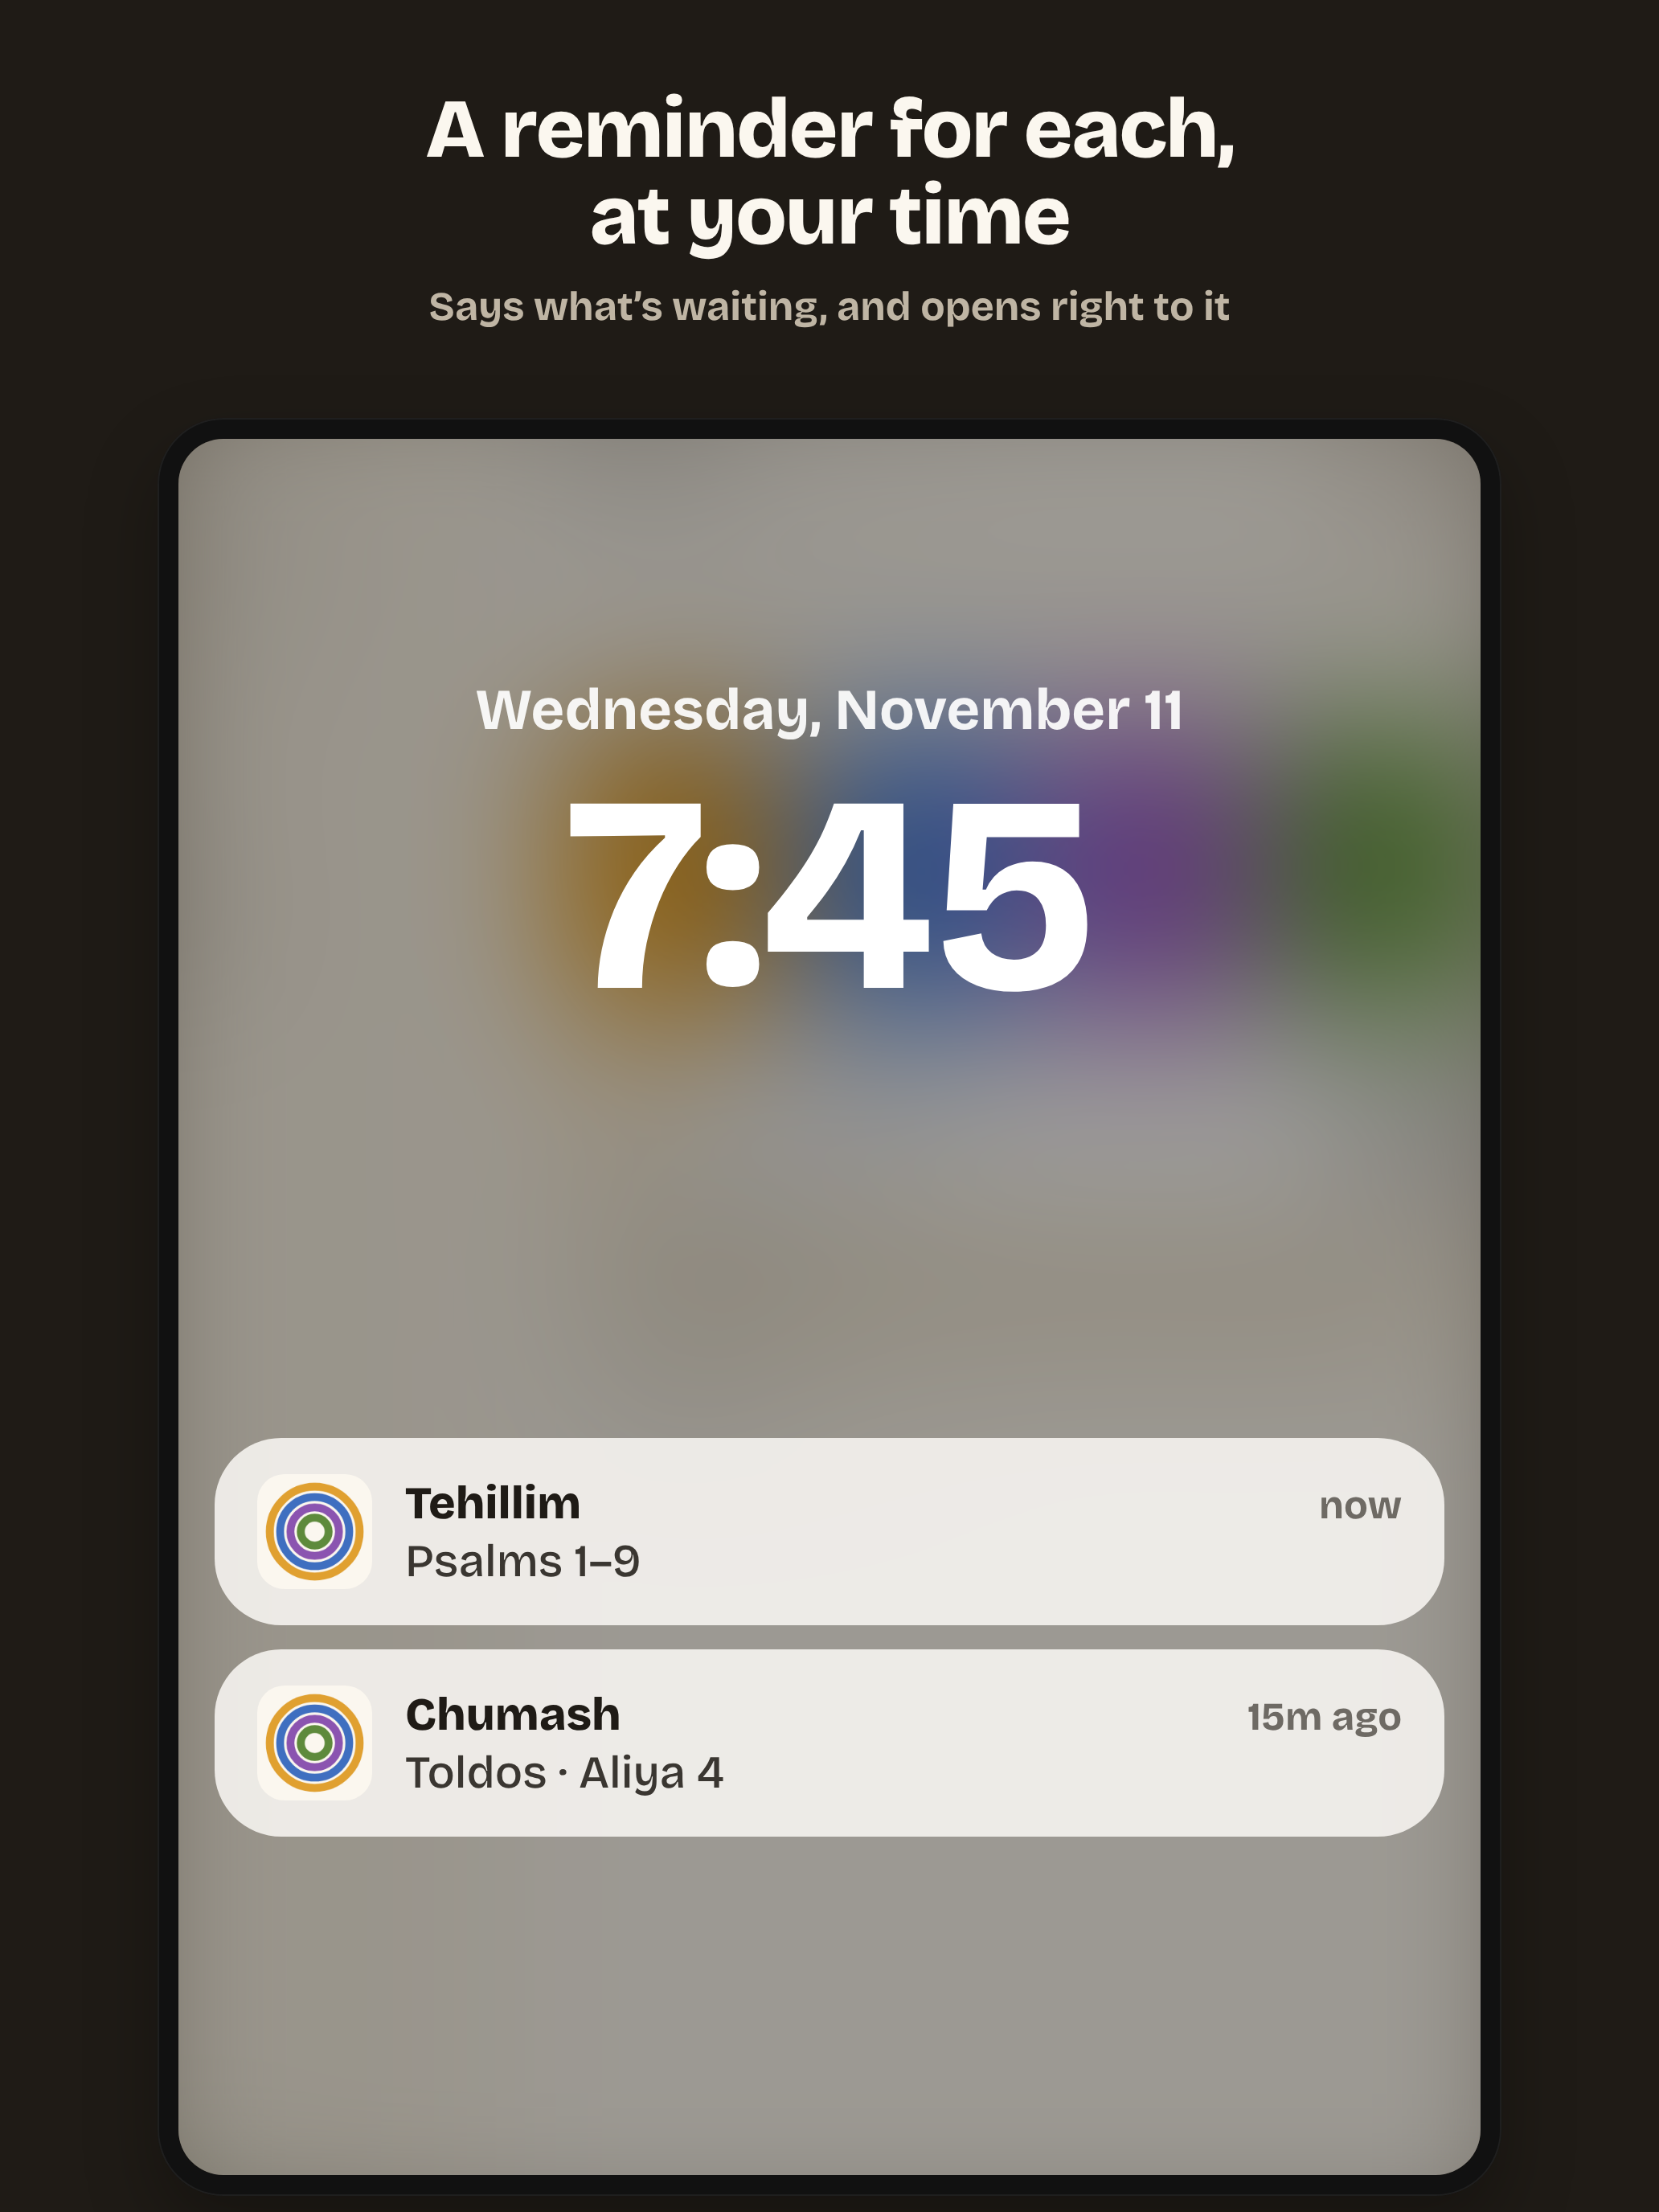 A reminder for each,
at your time
Says what’s waiting, and opens right to it
Wednesday, November 11
7:45
Tehillim
now
Psalms 1–9
Chumash
15m ago
Toldos · Aliya 4